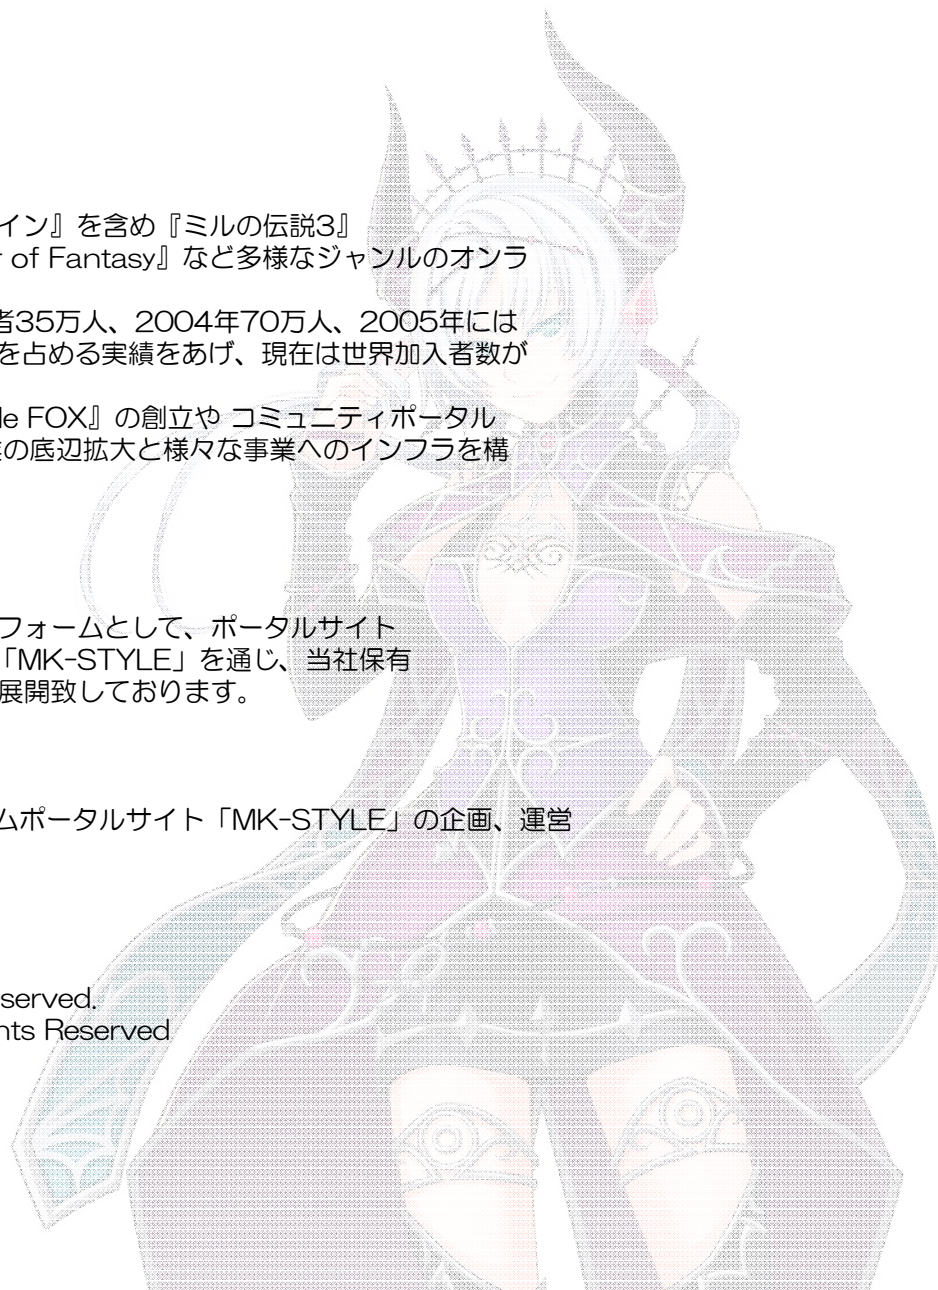 イン』を含め『ミルの伝説3』
of Fantasy』など多様なジャンルのオンラ
者35万人、2004年70万人、2005年には
を占める実績をあげ、現在は世界加入者数が
le FOX』の創立や コミュニティポータル
の底辺拡大と様々な事業へのインフラを構
フォームとして、ポータルサイト
「MK-STYLE」を通じ、当社保有
展開致しております。
ムポータルサイト「MK-STYLE」の企画、運営
served.
nts Reserved